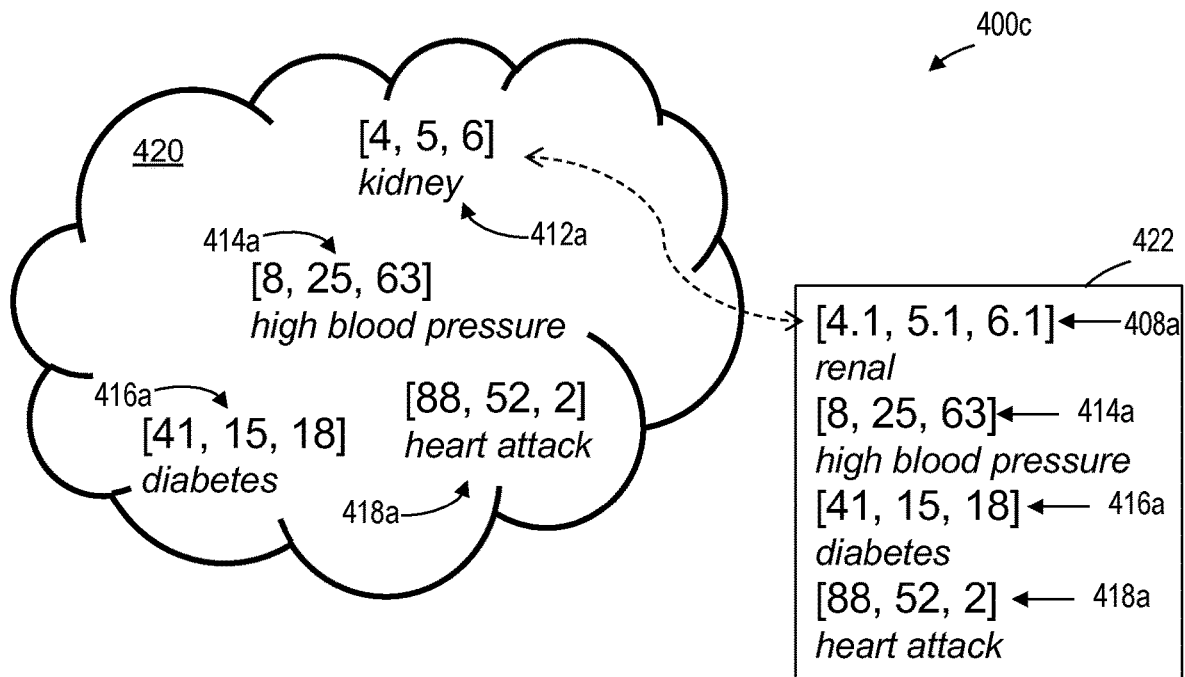 400c
420
[4, 5, 6]
kidney
412a
414a
[8, 25, 63]
high blood pressure
416a
[41, 15, 18]
diabetes
[88, 52, 2]
heart attack
418a
422
[4.1, 5.1, 6.1]
408a
renal
[8, 25, 63]
414a
high blood pressure
[41, 15, 18]
416a
diabetes
[88, 52, 2]
418a
heart attack